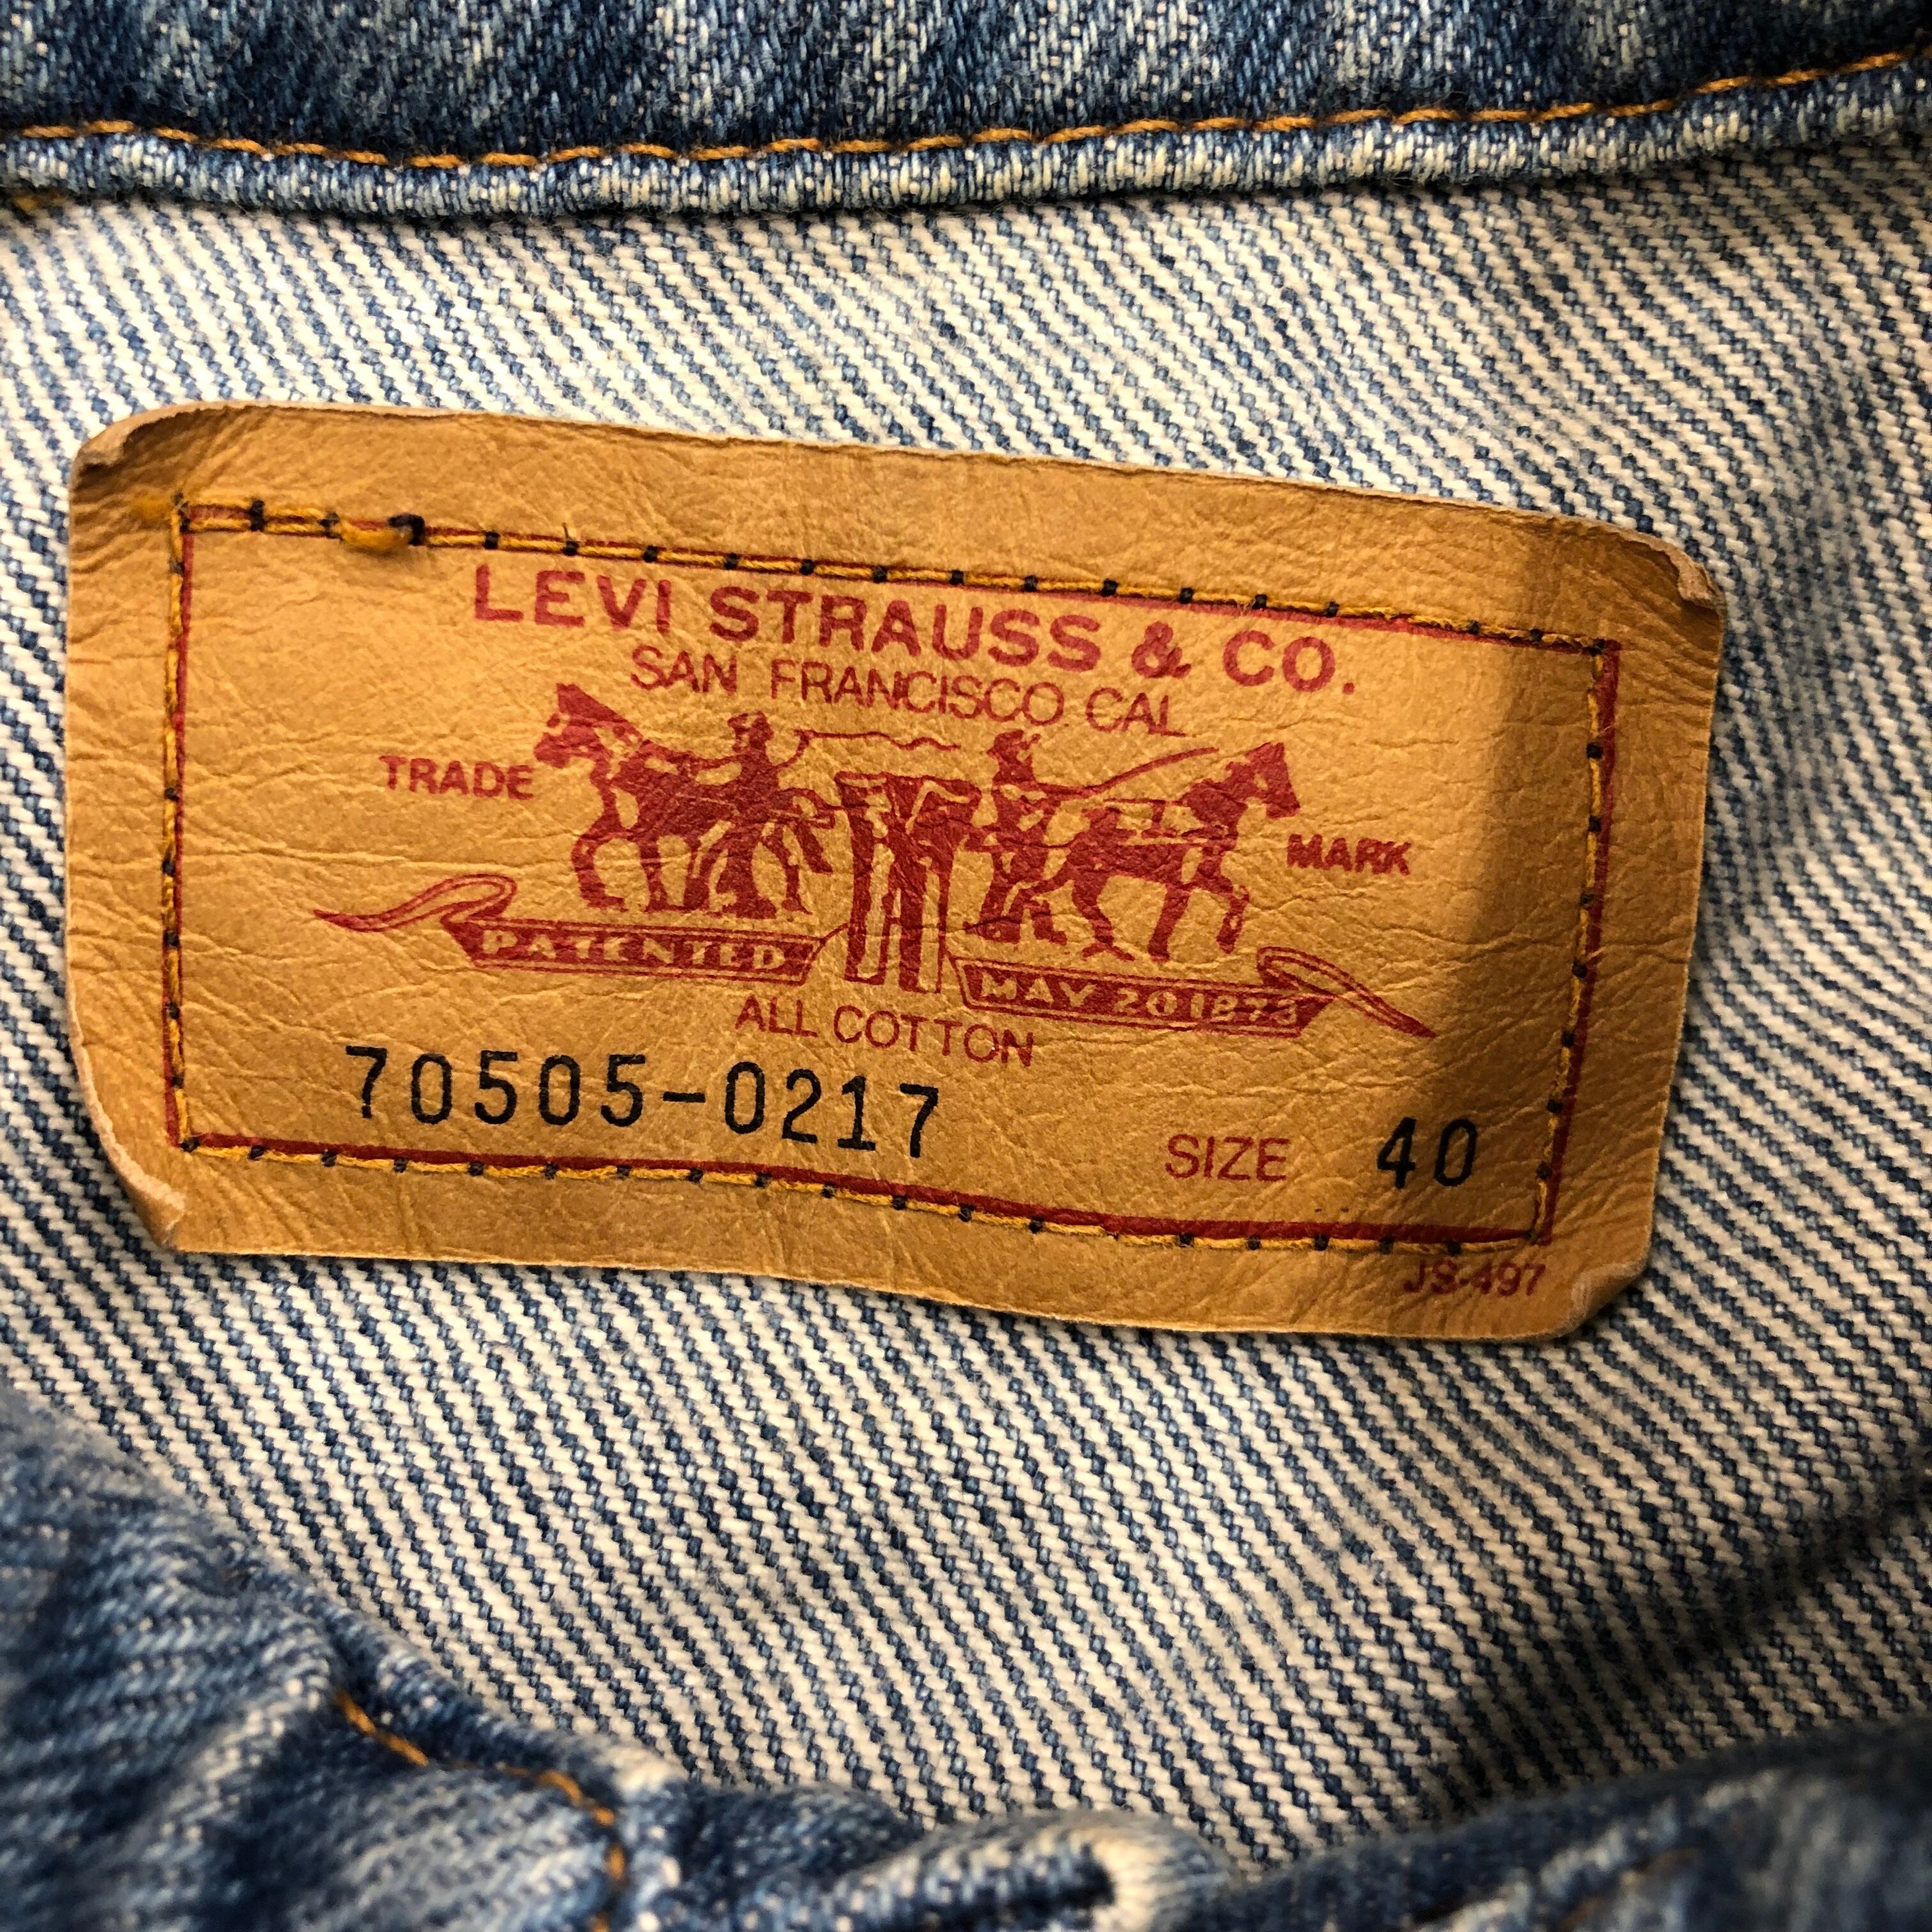 LEVI STRAUSS & CO.
SAN FRANCISCO CAL
TRADE MARK
PATENTED MAY 20 1873
ALL COTTON
70505-0217
SIZE 40
JS-497